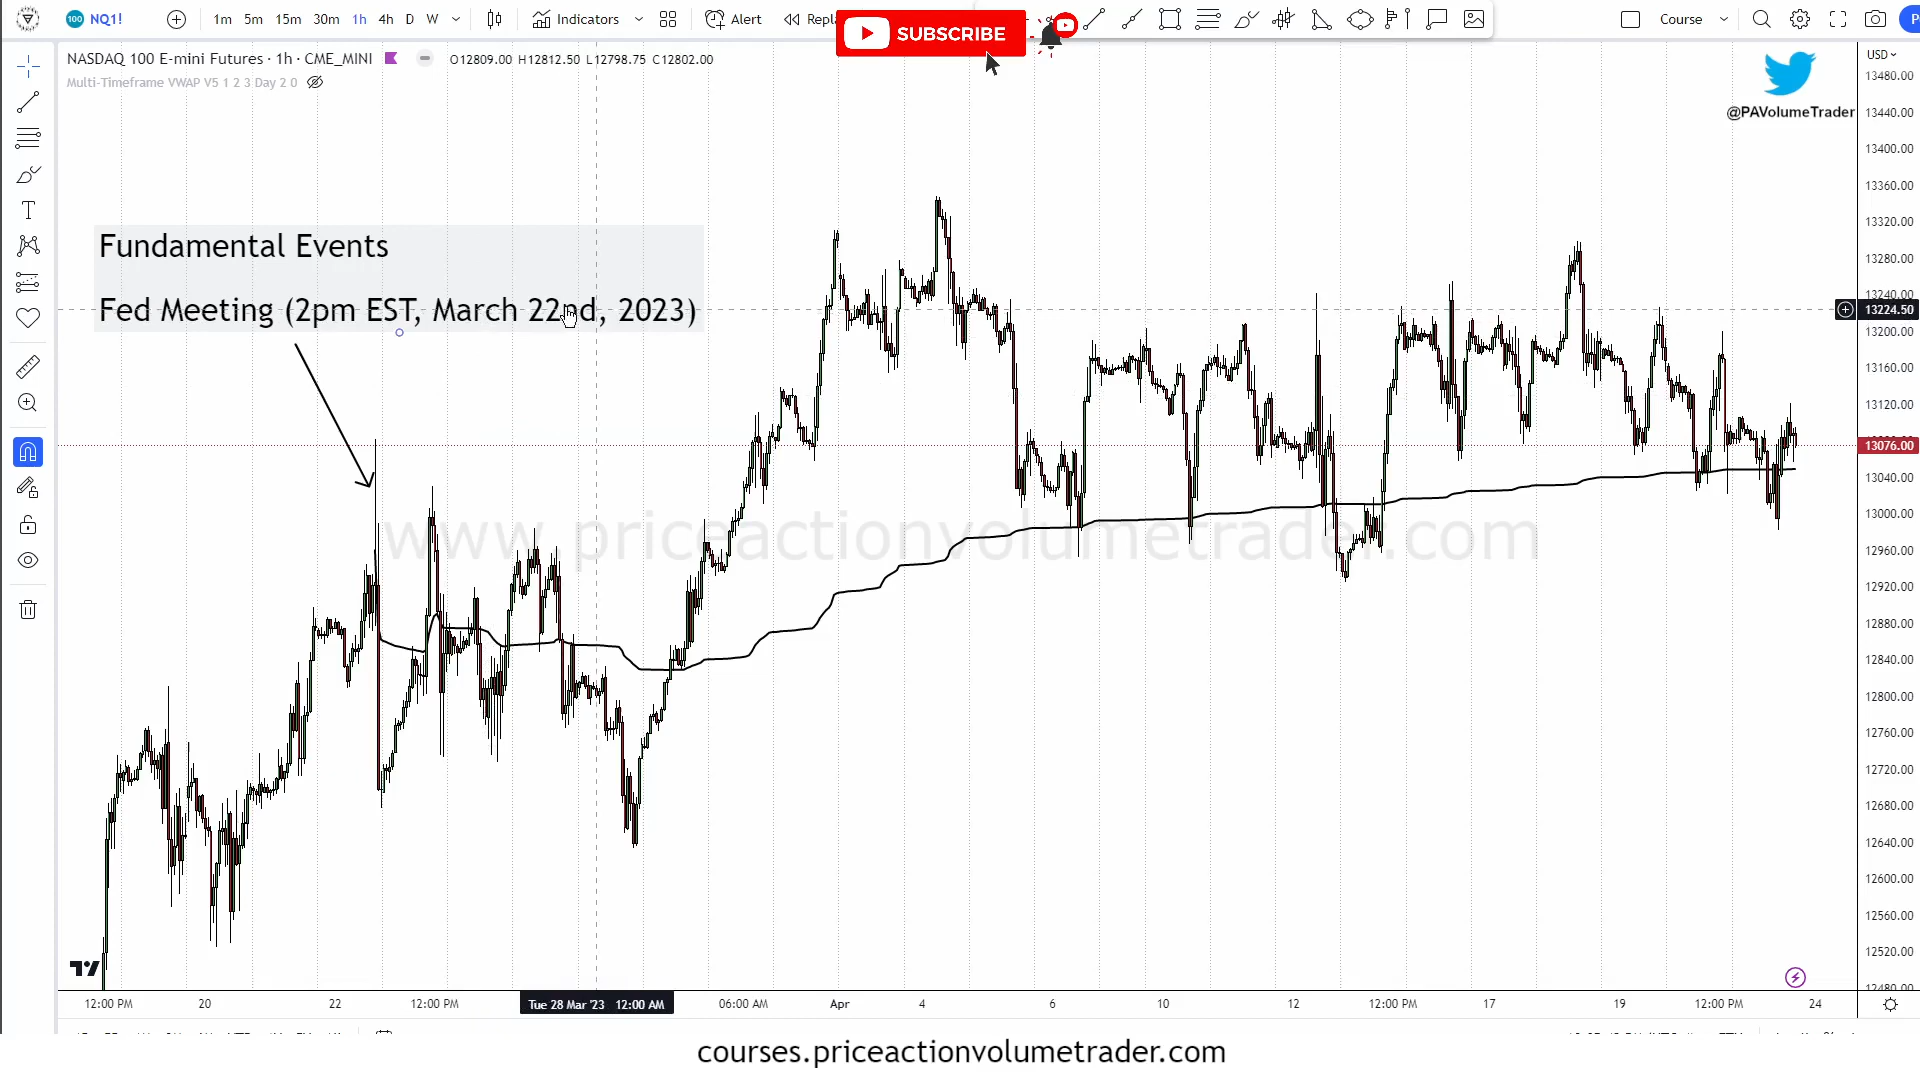 NQ1!
1m 5m 15m 30m 1h 4h D W
Indicators
Alert
SUBSCRIBE
Course
NASDAQ 100 E-mini Futures · 1h · CME_MINI
O12809.00 H12812.50 L12798.75 C12802.00
Multi-Timeframe VWAP V5 1 2 3 Day 2 0
USD
@PAVolumeTrader
Fundamental Events
Fed Meeting (2pm EST, March 22nd, 2023)
www.priceactionvolumetrader.com
13480.00
13440.00
13400.00
13360.00
13320.00
13280.00
13240.00
13224.50
13200.00
13160.00
13120.00
13076.00
13040.00
13000.00
12960.00
12920.00
12880.00
12840.00
12800.00
12760.00
12720.00
12680.00
12640.00
12600.00
12560.00
12520.00
12480.00
12:00 PM 20 22 12:00 PM Tue 28 Mar '23 12:00 AM 06:00 AM Apr 4 6 10 12 12:00 PM 17 19 12:00 PM 24
courses.priceactionvolumetrader.com